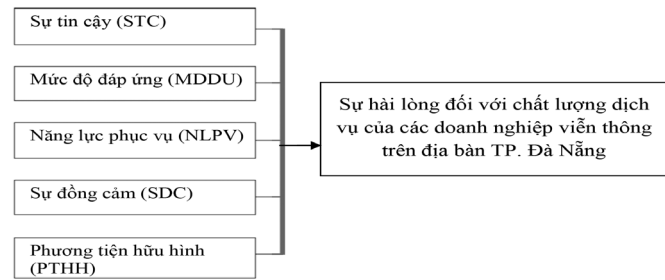 Sự tin cậy (STC)
Mức độ đáp ứng (MDDU)
Năng lực phục vụ (NLPV)
Sự đồng cảm (SDC)
Phương tiện hữu hình
(PTHH)
Sự hài lòng đối với chất lượng dịch
vụ của các doanh nghiệp viễn thông
trên địa bàn TP. Đà Nẵng